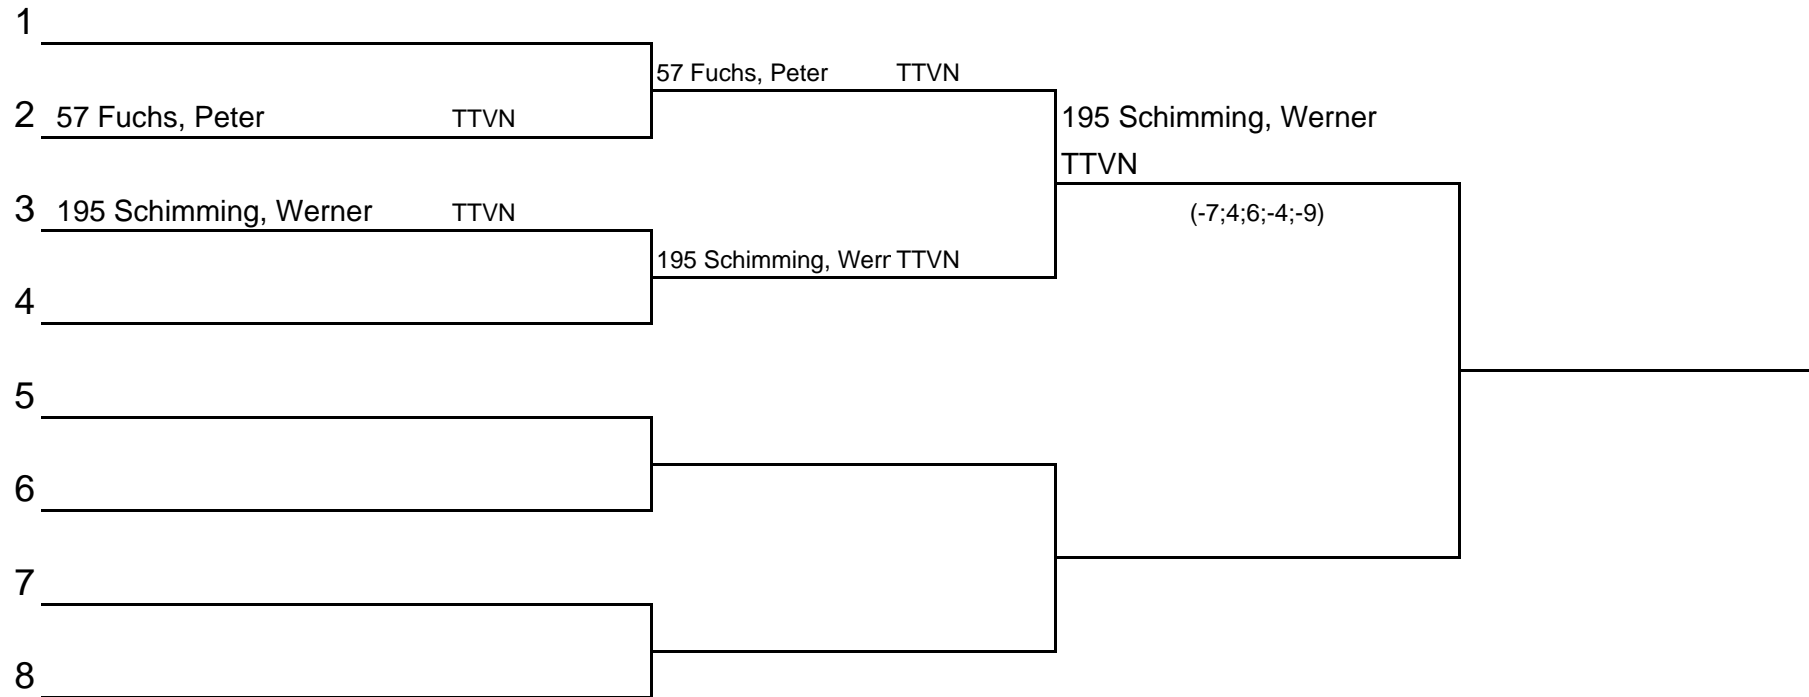 1
57 Fuchs, Peter TTVN
2 57 Fuchs, Peter TTVN
195 Schimming, Werner
TTVN
3 195 Schimming, Werner TTVN
(-7;4;6;-4;-9)
195 Schimming, Werr TTVN
4
5
6
7
8